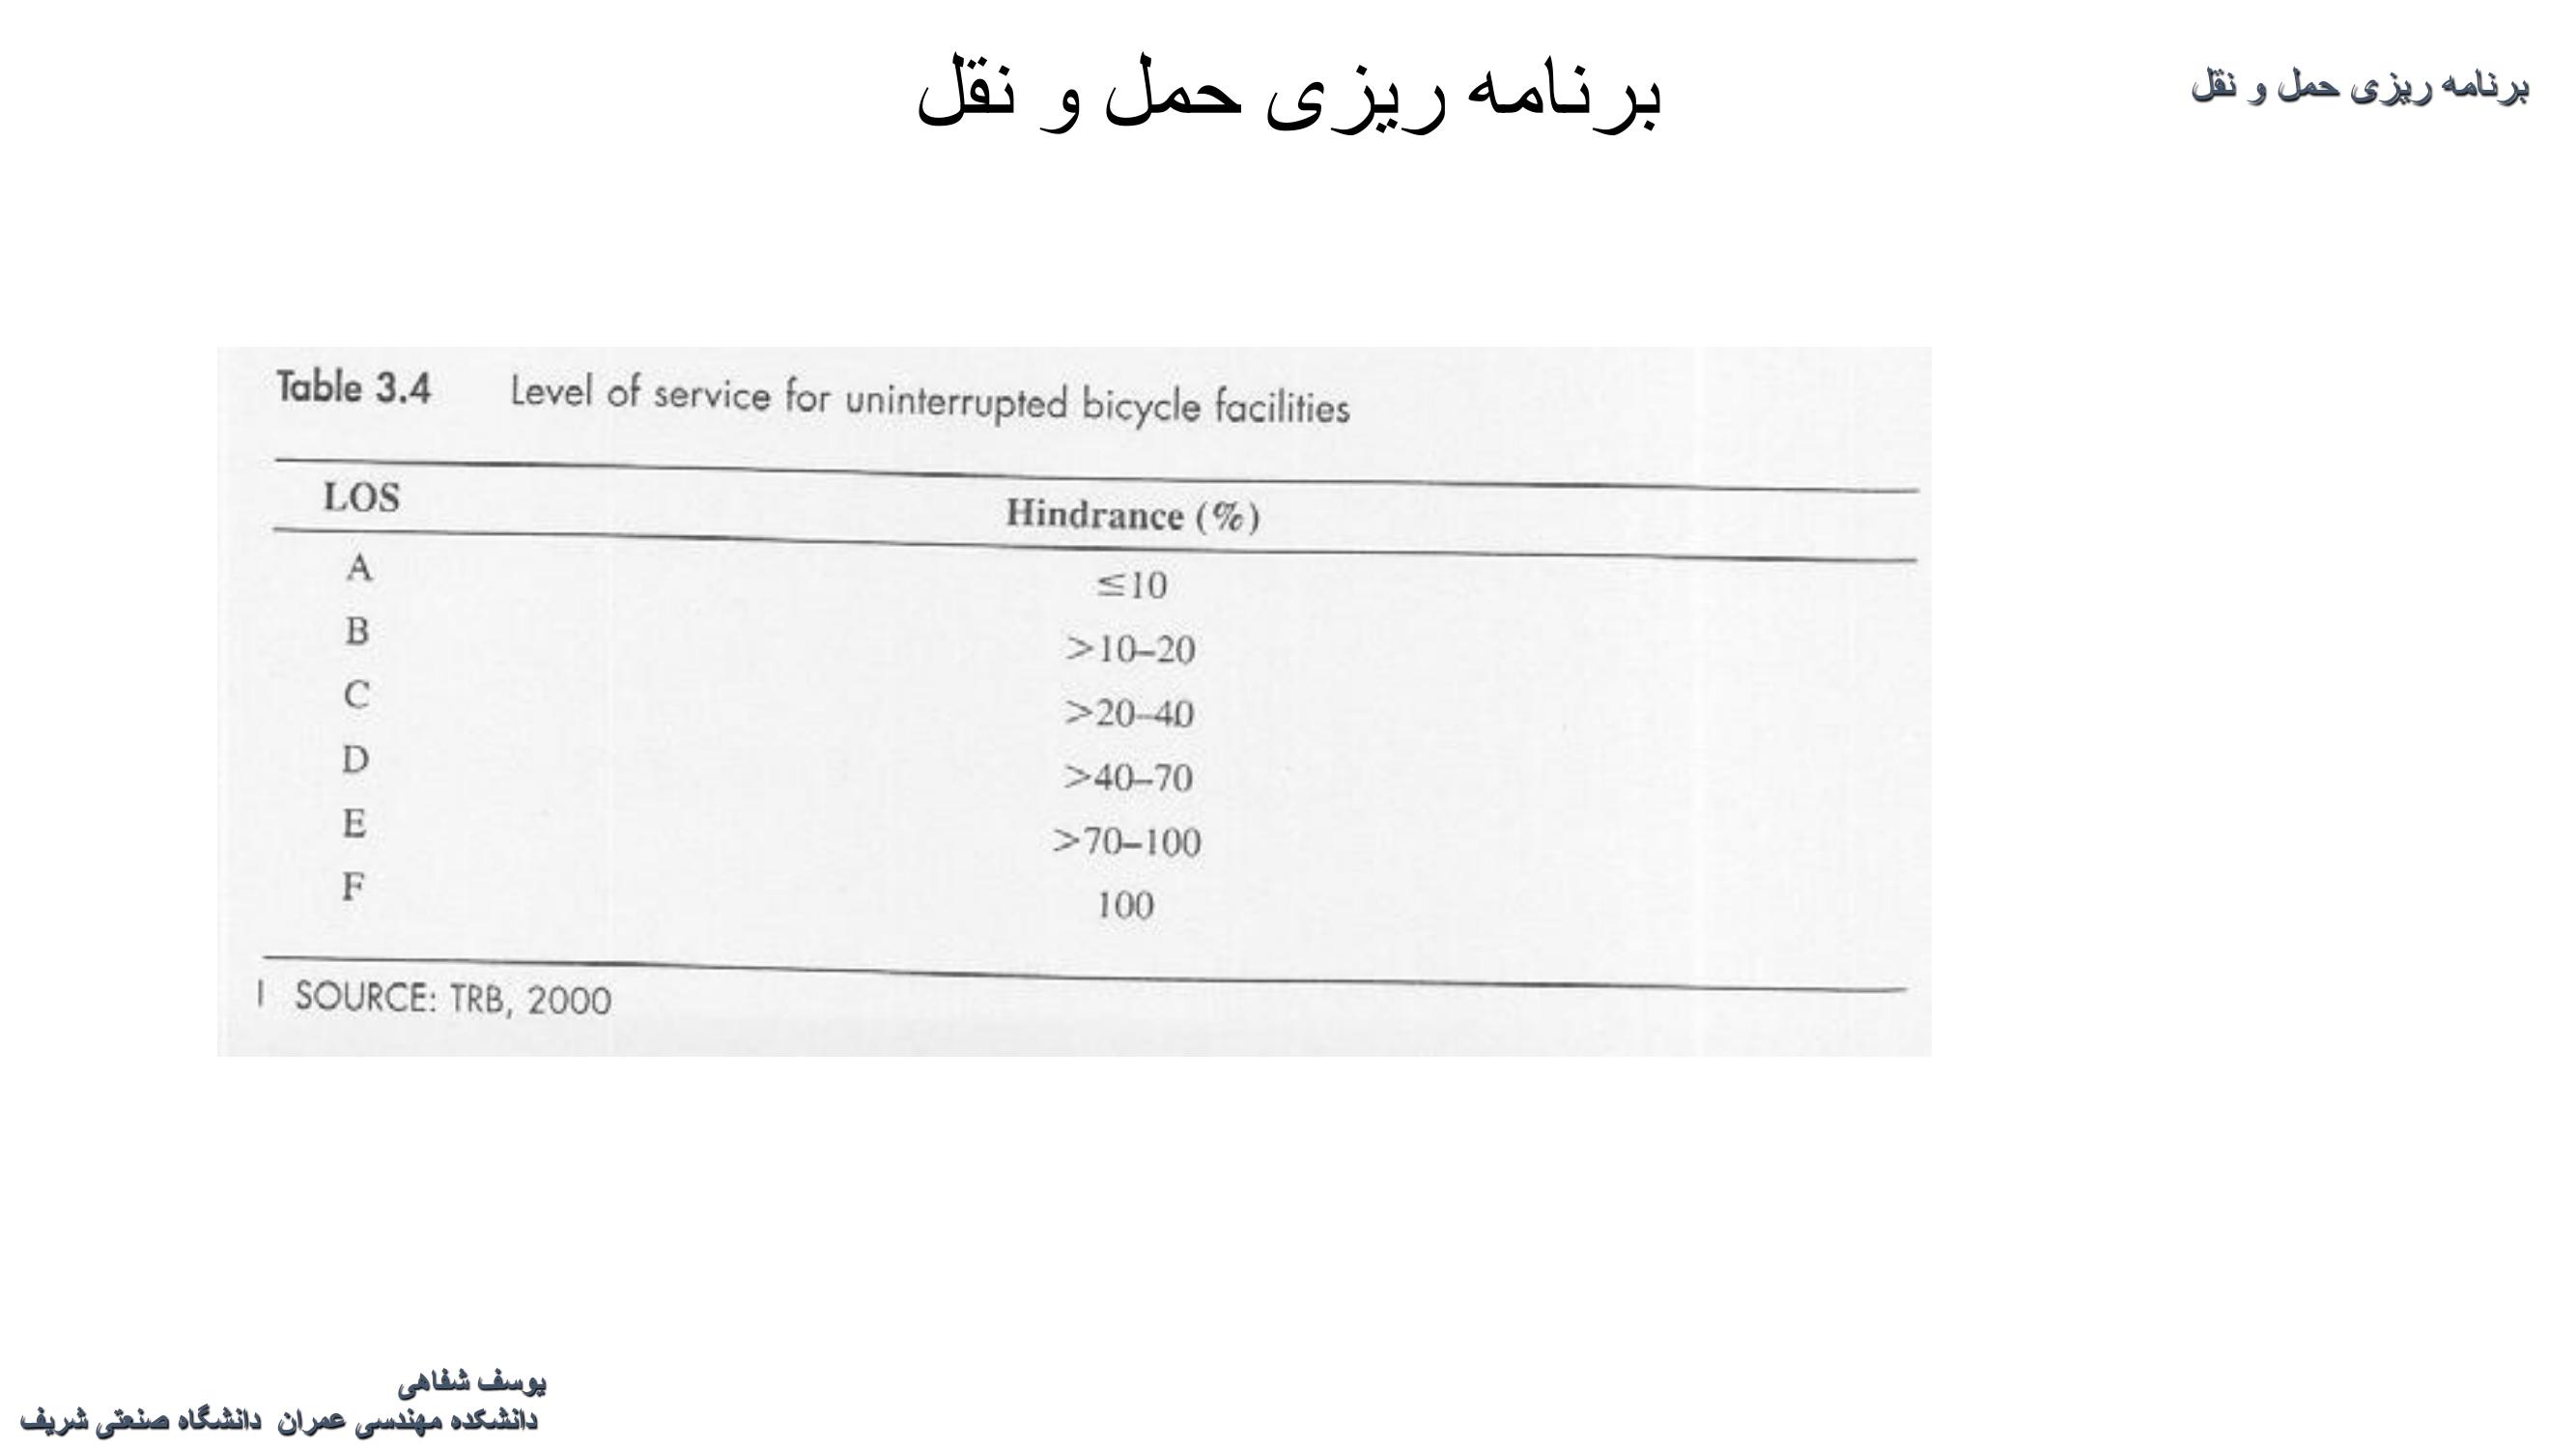 برنامه ریزی حمل و نقل
برنامه ریزی حمل و نقل
Table 3.4 Level of service for uninterrupted bicycle facilities
LOS Hindrance (%)
A ≤10
B >10–20
C >20–40
D >40–70
E >70–100
F 100
SOURCE: TRB, 2000
یوسف شفاهی
دانشکده مهندسی عمران دانشگاه صنعتی شریف